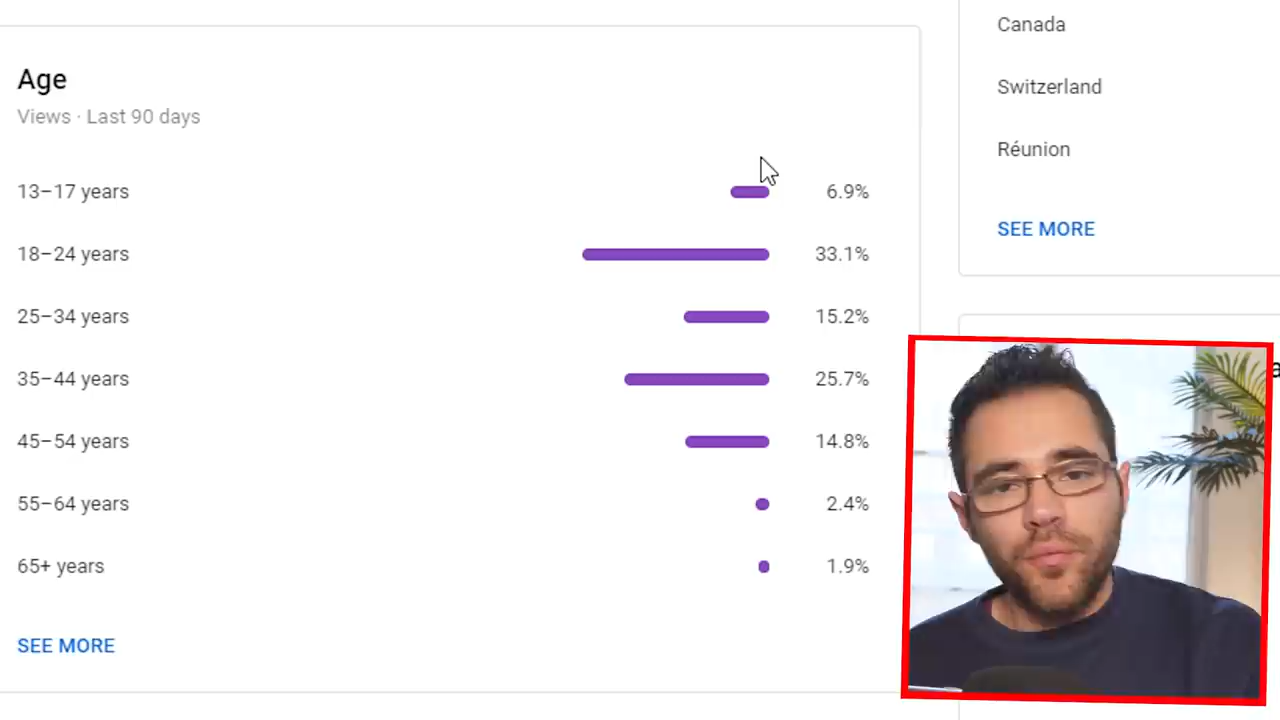 Age
Views · Last 90 days
13–17 years 6.9%
18–24 years 33.1%
25–34 years 15.2%
35–44 years 25.7%
45–54 years 14.8%
55–64 years 2.4%
65+ years 1.9%
SEE MORE
Canada
Switzerland
Réunion
SEE MORE